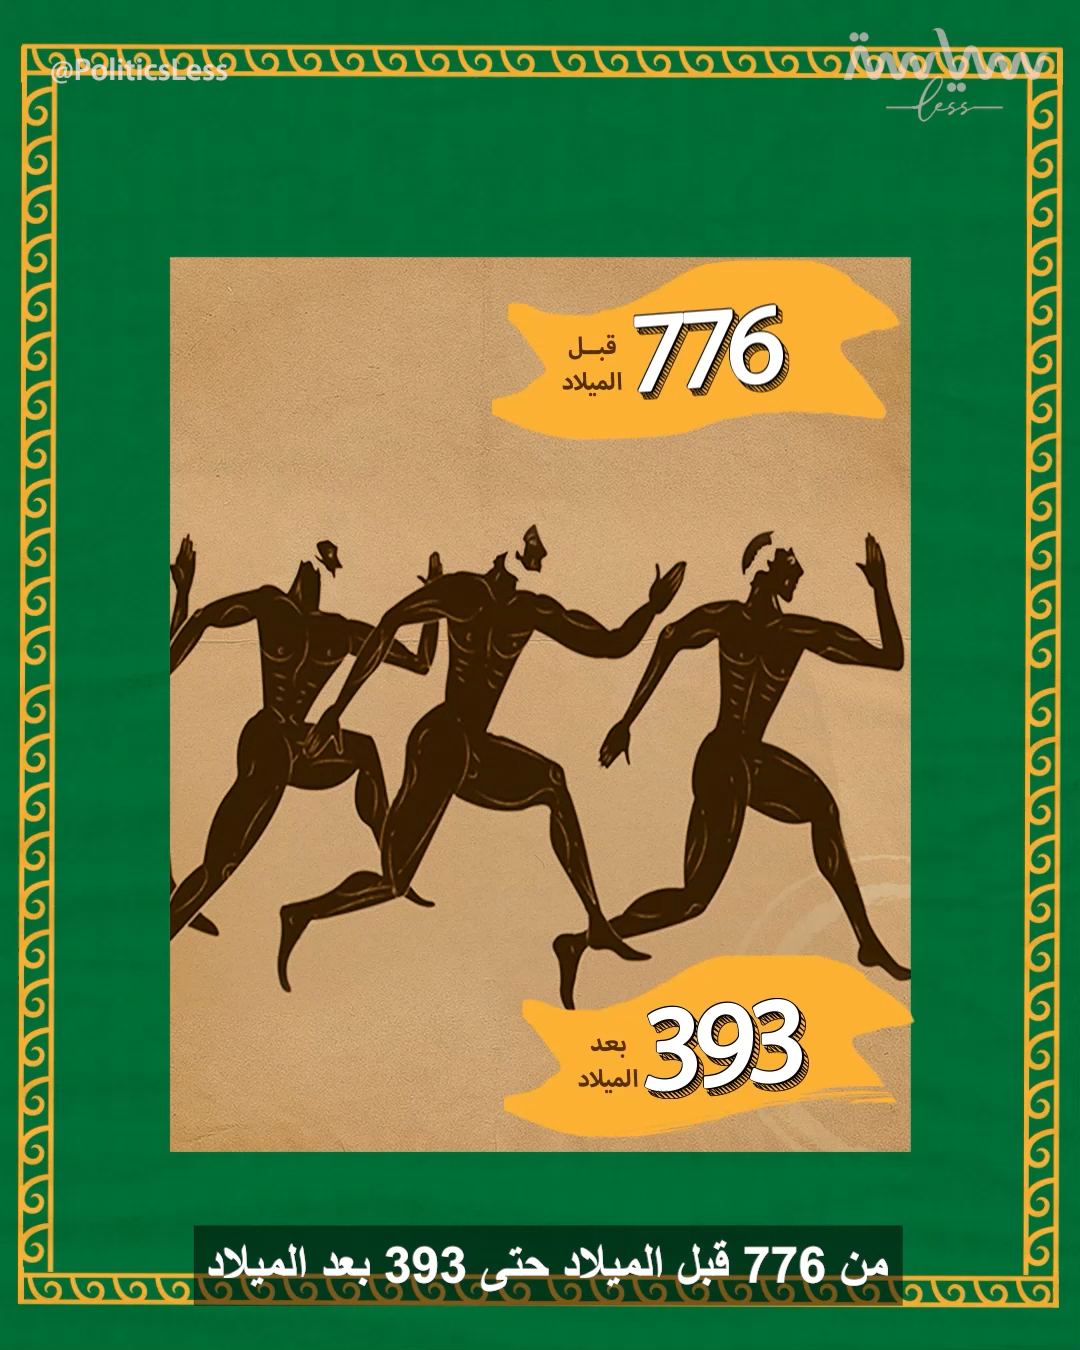 @PoliticsLess
سياسة
less
776
قبل
الميلاد
393
بعد
الميلاد
من 776 قبل الميلاد حتى 393 بعد الميلاد